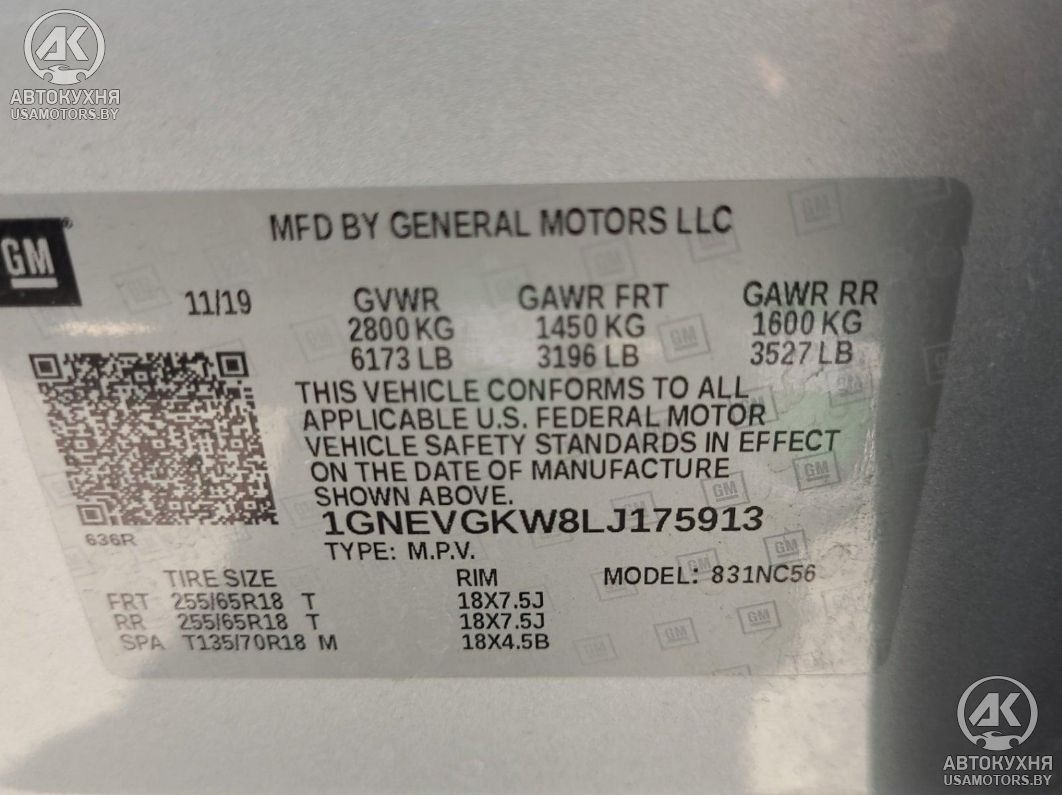 АК
АВТОКУХНЯ
USAMOTORS.BY
GM
MFD BY GENERAL MOTORS LLC
11/19 GVWR GAWR FRT GAWR RR
2800 KG 1450 KG 1600 KG
6173 LB 3196 LB 3527 LB
THIS VEHICLE CONFORMS TO ALL
APPLICABLE U.S. FEDERAL MOTOR
VEHICLE SAFETY STANDARDS IN EFFECT
ON THE DATE OF MANUFACTURE
SHOWN ABOVE.
636R
1GNEVGKW8LJ175913
TYPE: M.P.V.
TIRE SIZE RIM MODEL: 831NC56
FRT 255/65R18 T 18X7.5J
RR 255/65R18 T 18X7.5J
SPA T135/70R18 M 18X4.5B
АК
АВТОКУХНЯ
USAMOTORS.BY